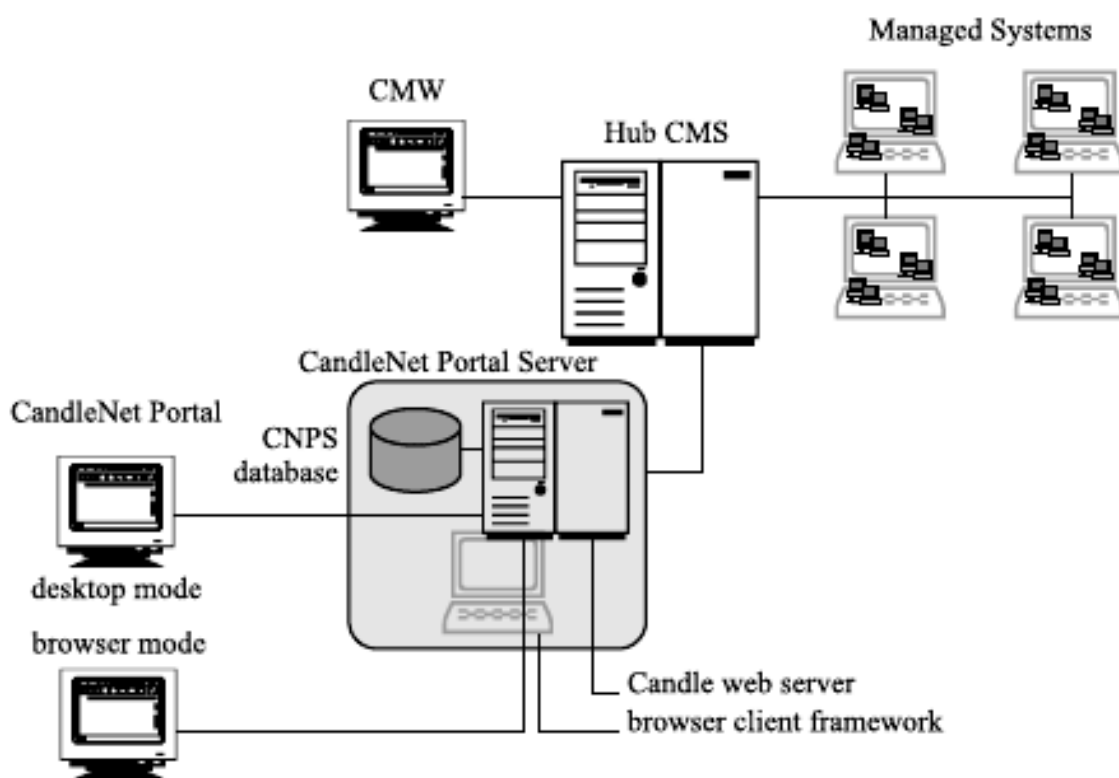 Managed Systems
CMW
Hub CMS
CandleNet Portal Server
CandleNet Portal
CNPS
database
desktop mode
browser mode
Candle web server
browser client framework